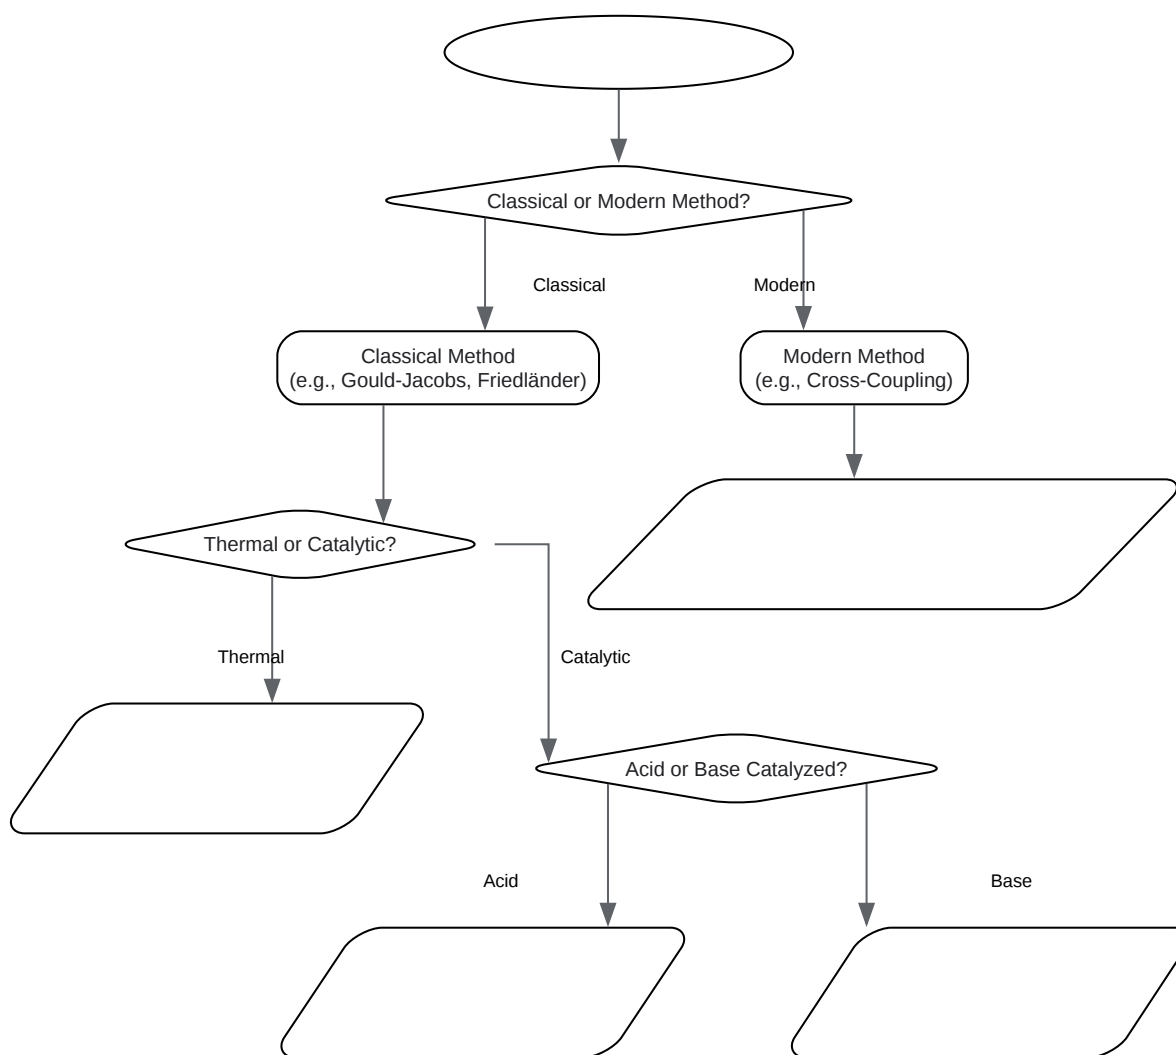 Classical or Modern Method?
Classical
Modern
Classical Method
(e.g., Gould-Jacobs, Friedländer)
Modern Method
(e.g., Cross-Coupling)
Thermal or Catalytic?
Thermal
Catalytic
Acid or Base Catalyzed?
Acid
Base